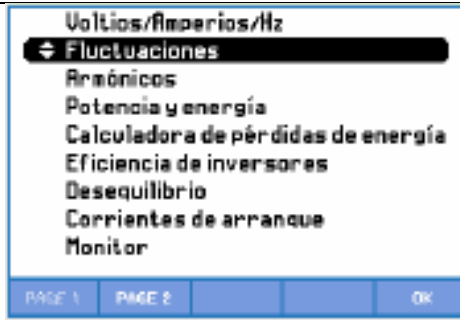 Voltios/Amperios/Hz
Fluctuaciones
Armónicos
Potencia y energía
Calculadora de pérdidas de energía
Eficiencia de inversores
Desequilibrio
Corrientes de arranque
Monitor
PAGE 1 PAGE 2 OK